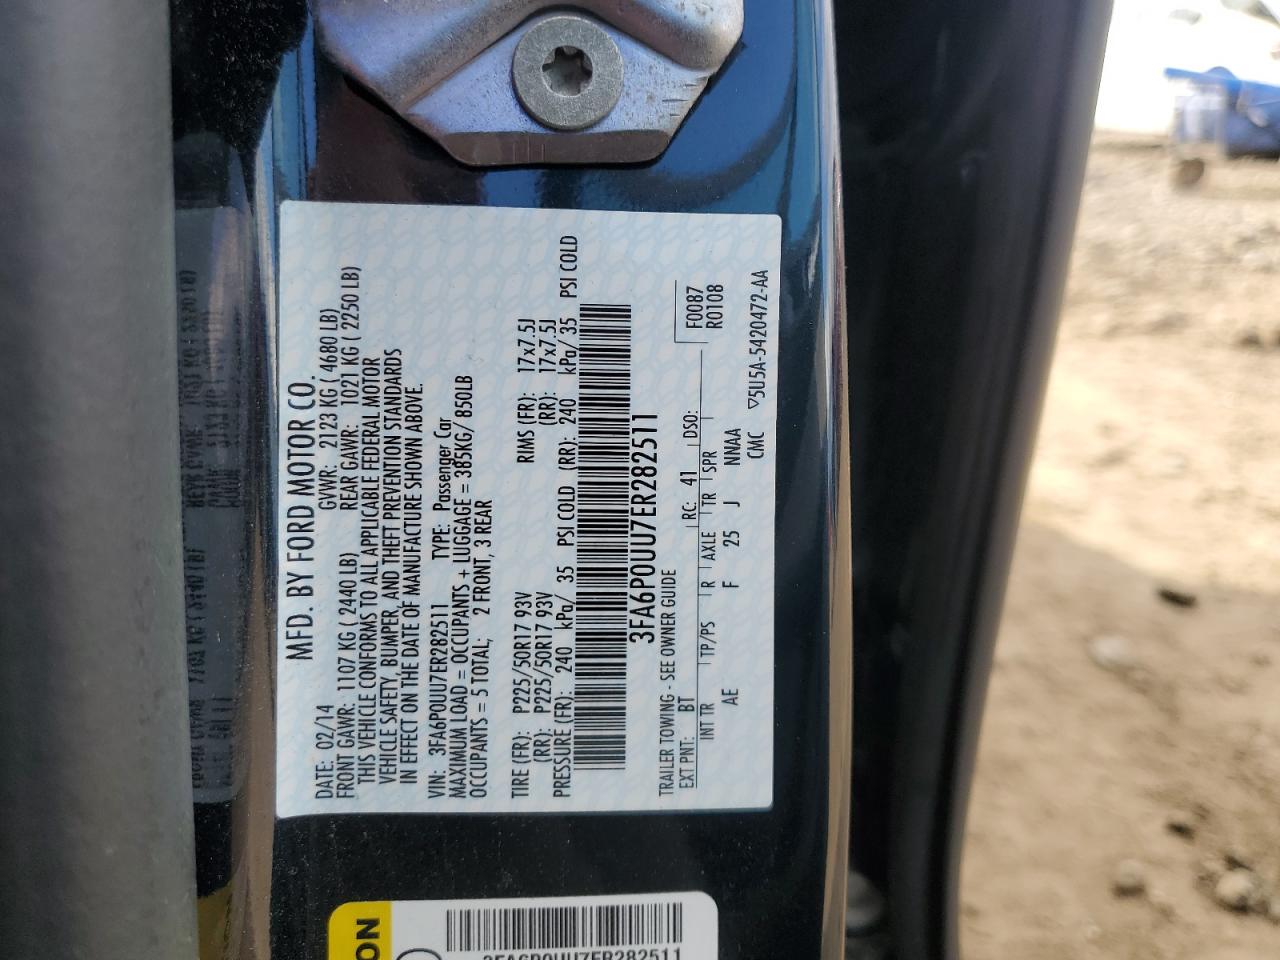 MFD. BY FORD MOTOR CO.
DATE: 02/14 GVWR: 2123 KG ( 4680 LB)
FRONT GAWR: 1107 KG ( 2440 LB) REAR GAWR: 1021 KG ( 2250 LB)
THIS VEHICLE CONFORMS TO ALL APPLICABLE FEDERAL MOTOR
VEHICLE SAFETY, BUMPER, AND THEFT PREVENTION STANDARDS
IN EFFECT ON THE DATE OF MANUFACTURE SHOWN ABOVE.
VIN: 3FA6P0UU7ER282511 TYPE: Passenger Car
MAXIMUM LOAD = OCCUPANTS + LUGGAGE = 385KG/ 850LB
OCCUPANTS = 5 TOTAL; 2 FRONT, 3 REAR
TIRE (FR): P225/50R17 93V RIMS (FR): 17x7.5J
(RR): P225/50R17 93V (RR): 17x7.5J
PRESSURE (FR): 240 kPa/ 35 PSI COLD (RR): 240 kPa/ 35 PSI COLD
3FA6P0UU7ER282511
TRAILER TOWING - SEE OWNER GUIDE F0087
EXT PNT: BT RC: 41 DSO: R0108
INT TR TP/PS R AXLE TR SPR
AE F 25 J NNAA
CMC ▽5U5A-5420472-AA
3FA6P0UU7ER282511